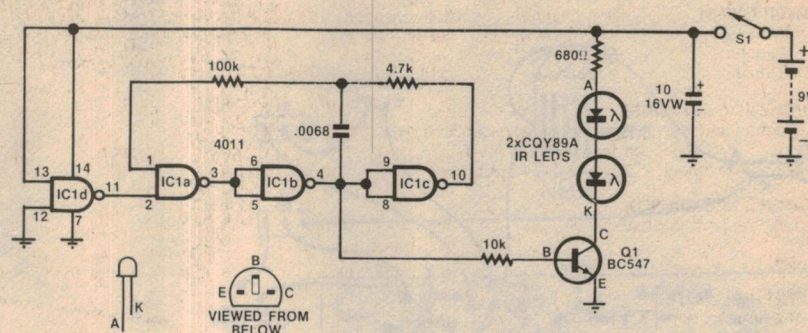 S1
+
9V
-
680Ω
A
10
16VW
+
-
100k
4.7k
.0068
4011
2xCQY89A
IR LEDS
λ
λ
K
13
14
IC1d
11
12
7
1
2
IC1a
3
6
5
IC1b
4
9
8
IC1c
10
10k
B
C
E
Q1
BC547
A
K
B
E
C
VIEWED FROM
BELOW